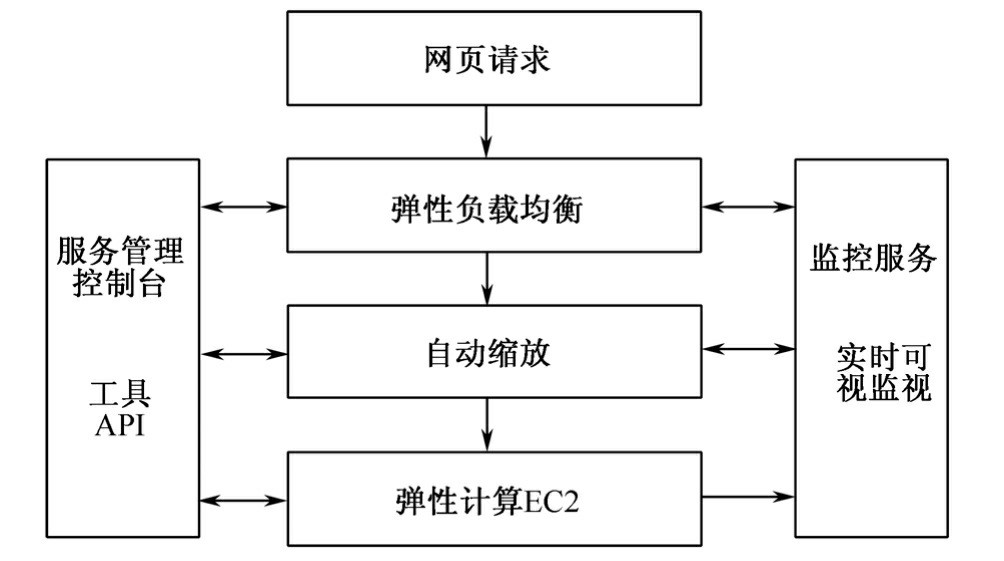 网页请求
弹性负载均衡
服务管理
控制台
监控服务
自动缩放
实时可
视监视
工具
API
弹性计算EC2